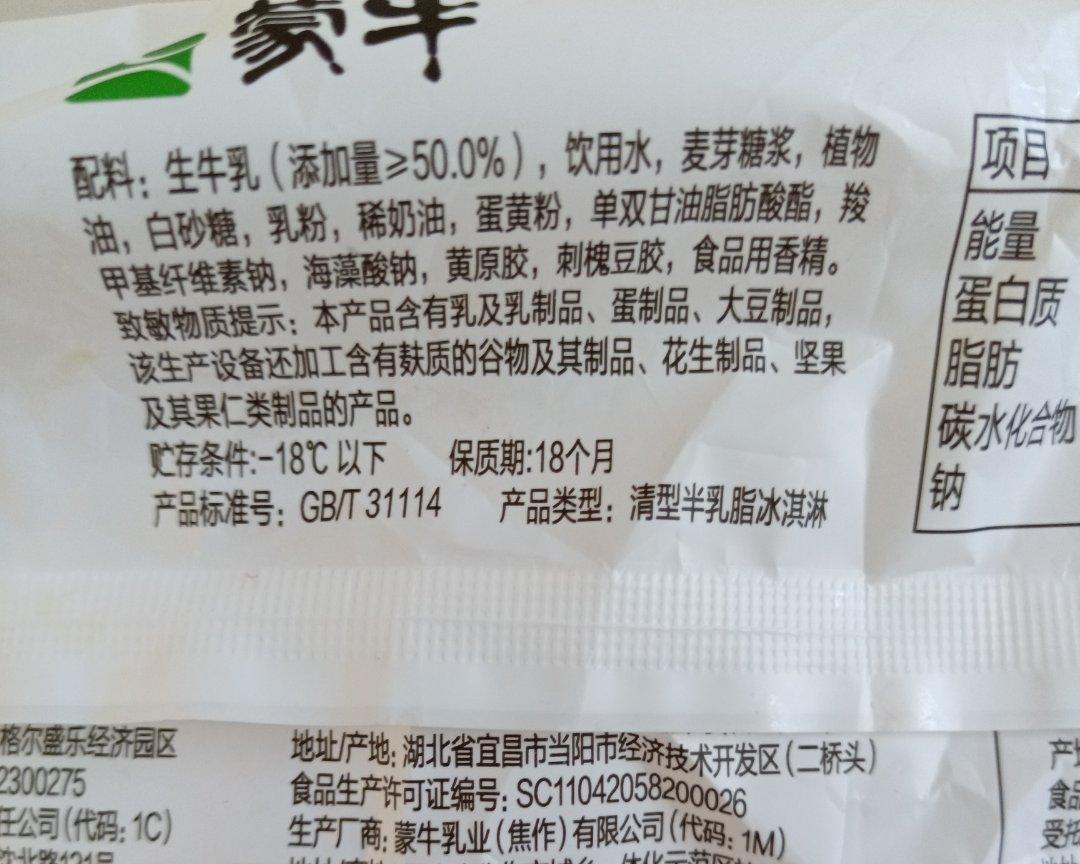 蒙牛
配料：生牛乳（添加量≥50.0%），饮用水，麦芽糖浆，植物
油，白砂糖，乳粉，稀奶油，蛋黄粉，单双甘油脂肪酸酯，羧
甲基纤维素钠，海藻酸钠，黄原胶，刺槐豆胶，食品用香精。
致敏物质提示：本产品含有乳及乳制品、蛋制品、大豆制品，
该生产设备还加工含有麸质的谷物及其制品、花生制品、坚果
及其果仁类制品的产品。
贮存条件:-18℃ 以下 保质期:18个月
产品标准号：GB/T 31114 产品类型：清型半乳脂冰淇淋
项目
能量
蛋白质
脂肪
碳水化合物
钠
格尔盛乐经济园区
2300275
任公司(代码：1C)
地址/产地: 湖北省宜昌市当阳市经济技术开发区(二桥头)
食品生产许可证编号: SC11042058200026
生产厂商: 蒙牛乳业(焦作)有限公司(代码: 1M)
产
食品
受托